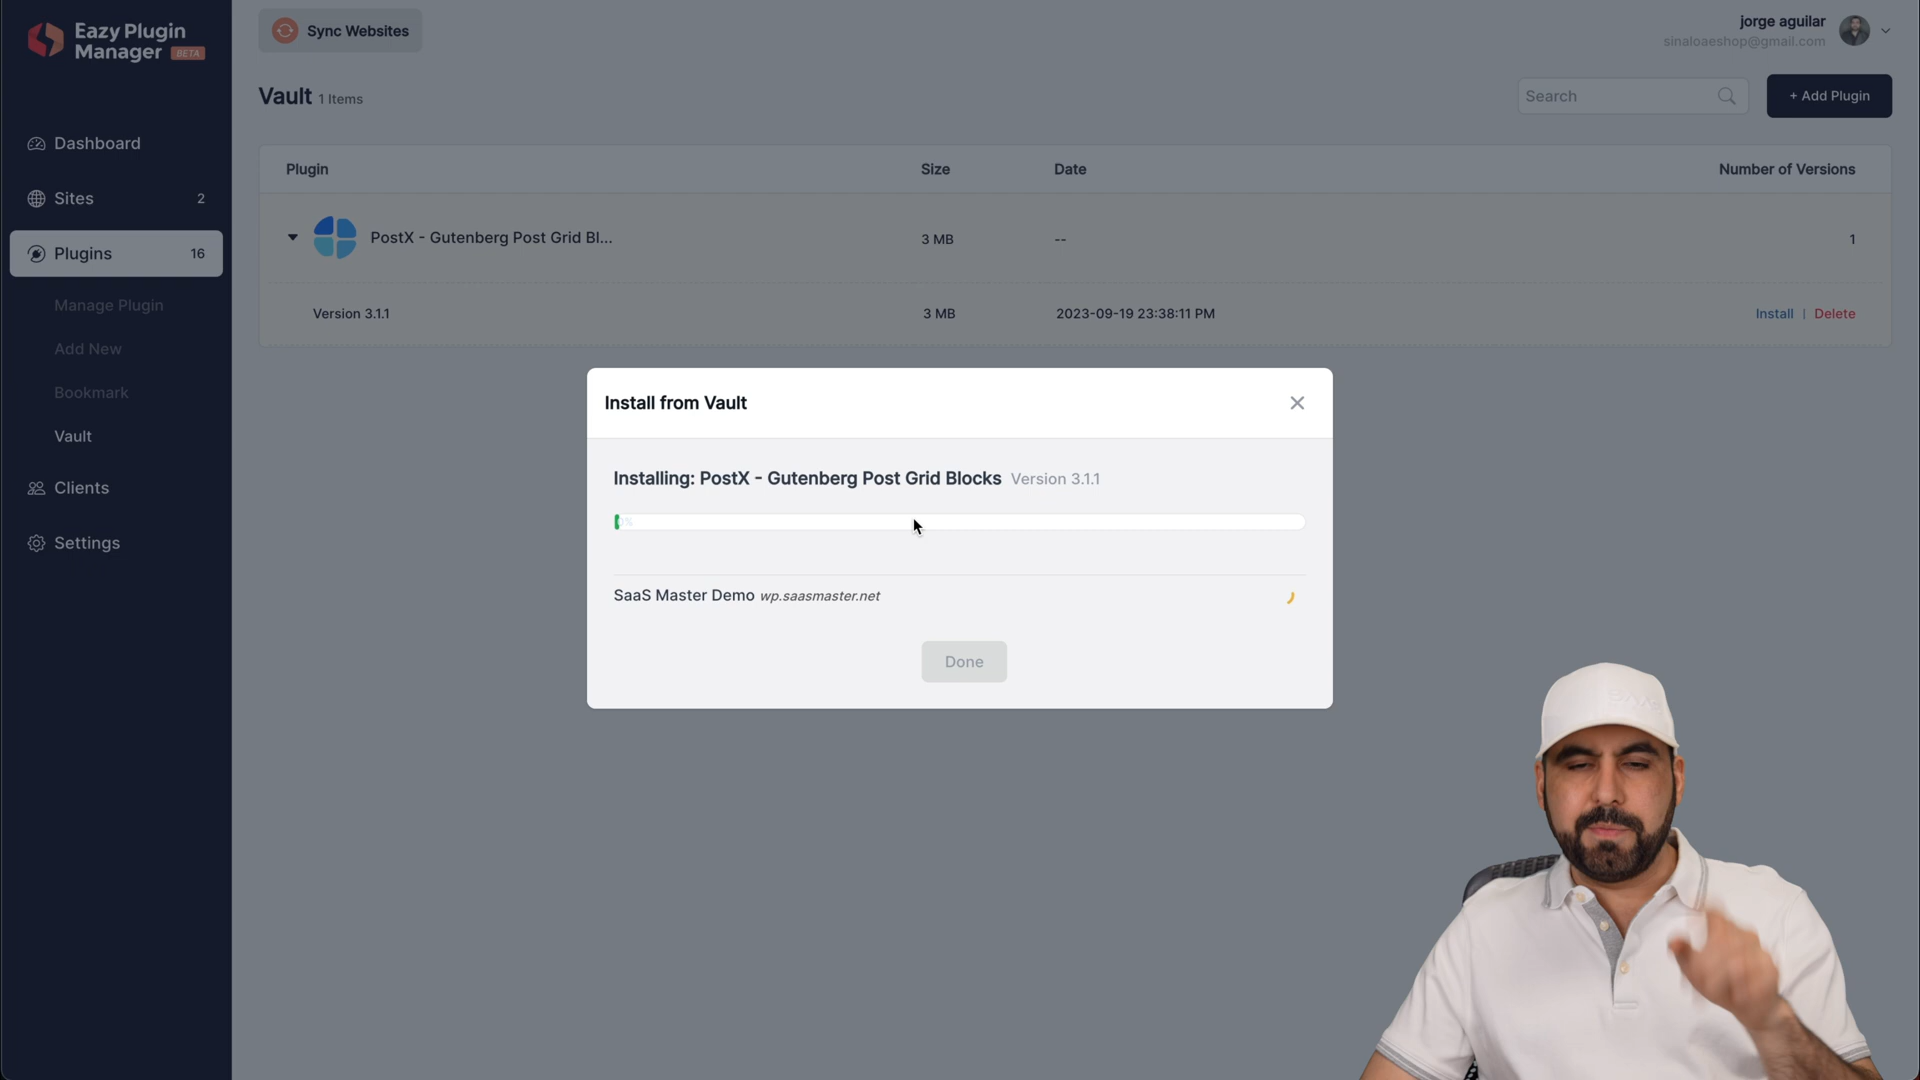 Eazy Plugin
Manager BETA
Sync Websites
jorge aguilar
sinaloaeshop@gmail.com
Vault 1 Items
Search
+ Add Plugin
Dashboard
Sites 2
Plugins 16
Manage Plugin
Add New
Bookmark
Vault
Clients
Settings
Plugin Size Date Number of Versions
PostX - Gutenberg Post Grid Bl... 3 MB -- 1
Version 3.1.1 3 MB 2023-09-19 23:38:11 PM Install | Delete
Install from Vault
Installing: PostX - Gutenberg Post Grid Blocks Version 3.1.1
SaaS Master Demo wp.saasmaster.net
Done